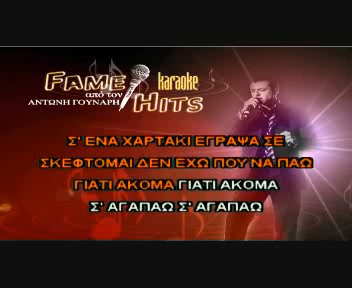 FAME karaoke
από τον HITS
ΑΝΤΩΝΗ ΓΟΥΝΑΡΗ
Σ' ΕΝΑ ΧΑΡΤΑΚΙ ΕΓΡΑΨΑ ΣΕ
ΣΚΕΦΤΟΜΑΙ ΔΕΝ ΕΧΩ ΠΟΥ ΝΑ ΠΑΩ
ΓΙΑΤΙ ΑΚΟΜΑ ΓΙΑΤΙ ΑΚΟΜΑ
Σ' ΑΓΑΠΑΩ Σ' ΑΓΑΠΑΩ